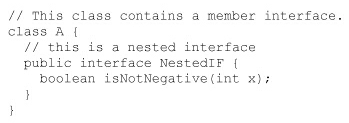 // This class contains a member interface.
class A {
  // this is a nested interface
  public interface NestedIF {
    boolean isNotNegative(int x);
  }
}